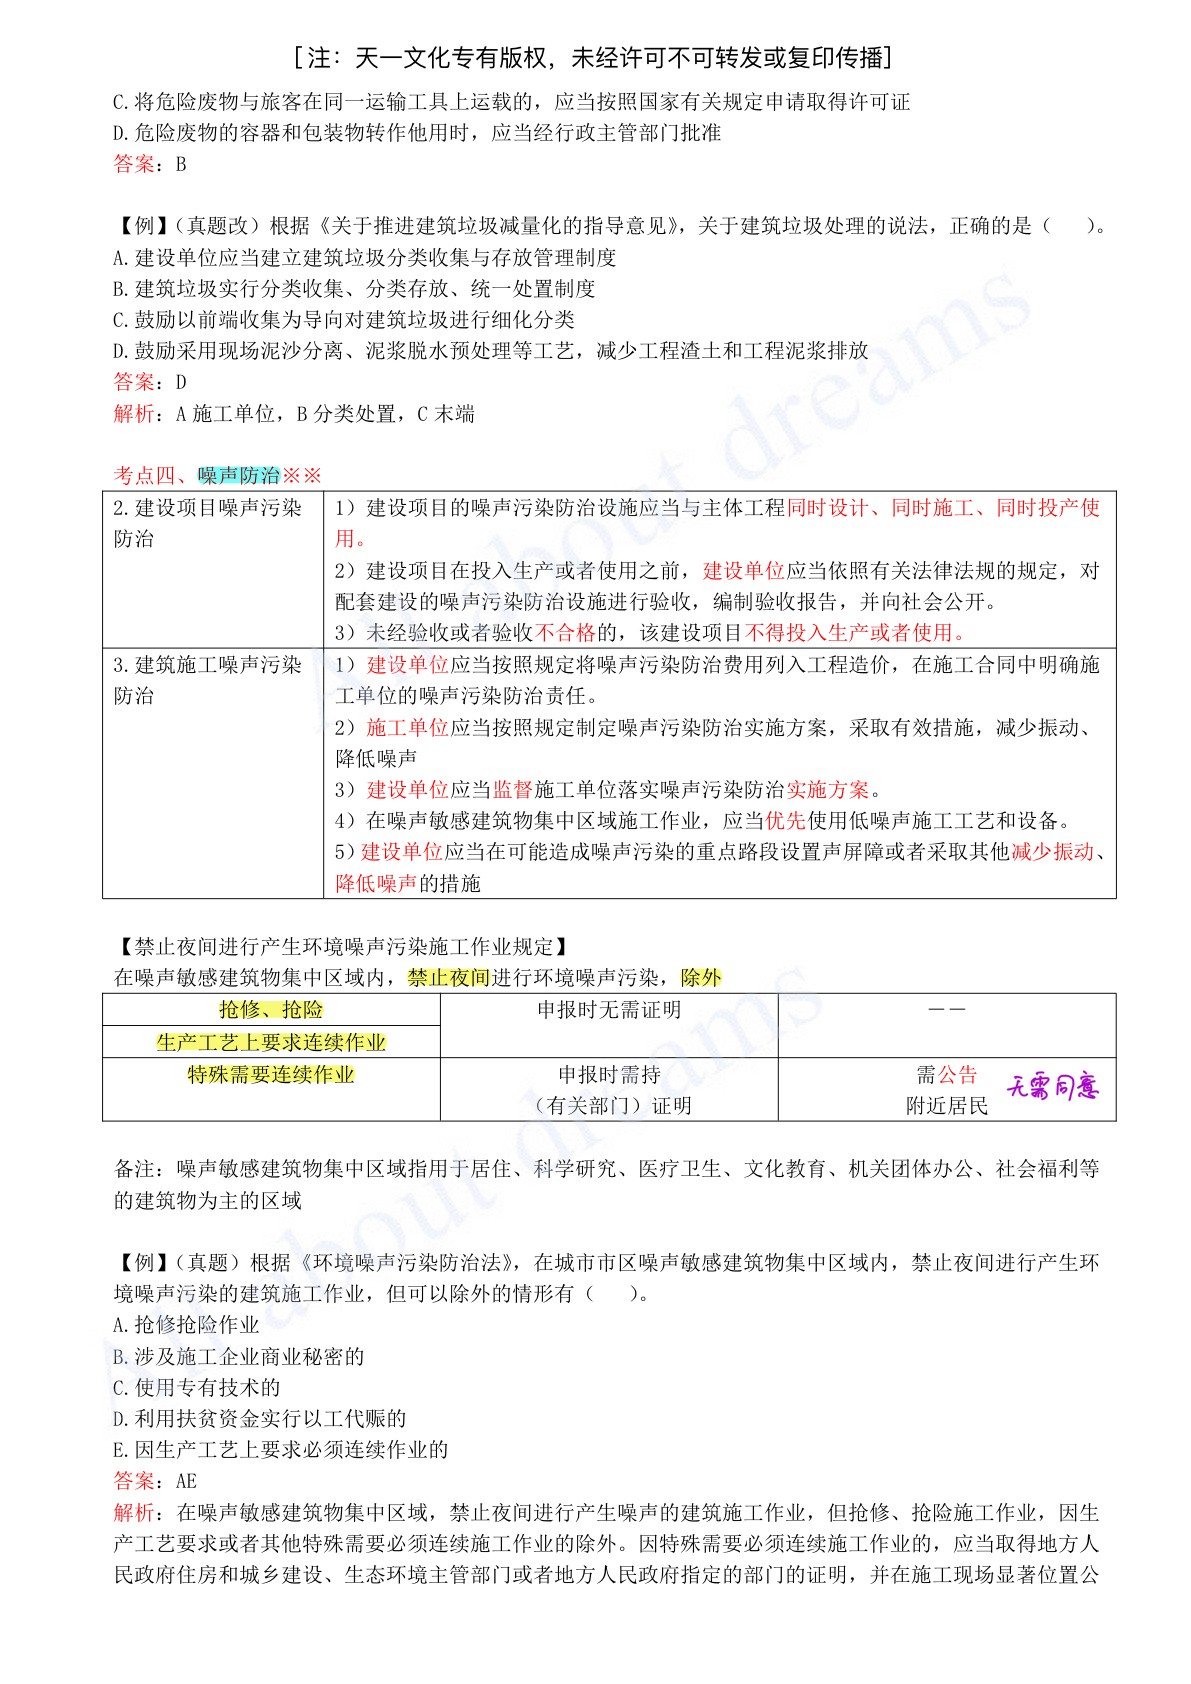 [注：天一文化专有版权，未经许可不可转发或复印传播]
C.将危险废物与旅客在同一运输工具上运载的，应当按照国家有关规定申请取得许可证
D.危险废物的容器和包装物转作他用时，应当经行政主管部门批准
答案：B
【例】（真题改）根据《关于推进建筑垃圾减量化的指导意见》，关于建筑垃圾处理的说法，正确的是（  ）。
A.建设单位应当建立建筑垃圾分类收集与存放管理制度
B.建筑垃圾实行分类收集、分类存放、统一处置制度
C.鼓励以前端收集为导向对建筑垃圾进行细化分类
D.鼓励采用现场泥沙分离、泥浆脱水预处理等工艺，减少工程渣土和工程泥浆排放
答案：D
解析：A 施工单位，B 分类处置，C 末端
考点四、噪声防治※※
2.建设项目噪声污染
防治
1）建设项目的噪声污染防治设施应当与主体工程同时设计、同时施工、同时投产使
用。
2）建设项目在投入生产或者使用之前，建设单位应当依照有关法律法规的规定，对
配套建设的噪声污染防治设施进行验收，编制验收报告，并向社会公开。
3）未经验收或者验收不合格的，该建设项目不得投入生产或者使用。
3.建筑施工噪声污染
防治
1）建设单位应当按照规定将噪声污染防治费用列入工程造价，在施工合同中明确施
工单位的噪声污染防治责任。
2）施工单位应当按照规定制定噪声污染防治实施方案，采取有效措施，减少振动、
降低噪声
3）建设单位应当监督施工单位落实噪声污染防治实施方案。
4）在噪声敏感建筑物集中区域施工作业，应当优先使用低噪声施工工艺和设备。
5）建设单位应当在可能造成噪声污染的重点路段设置声屏障或者采取其他减少振动、
降低噪声的措施
【禁止夜间进行产生环境噪声污染施工作业规定】
在噪声敏感建筑物集中区域内，禁止夜间进行环境噪声污染，除外
抢修、抢险
申报时无需证明
－－
生产工艺上要求连续作业
特殊需要连续作业
申报时需持
（有关部门）证明
需公告
附近居民
无需同意
备注：噪声敏感建筑物集中区域指用于居住、科学研究、医疗卫生、文化教育、机关团体办公、社会福利等
的建筑物为主的区域
【例】（真题）根据《环境噪声污染防治法》，在城市市区噪声敏感建筑物集中区域内，禁止夜间进行产生环
境噪声污染的建筑施工作业，但可以除外的情形有（  ）。
A.抢修抢险作业
B.涉及施工企业商业秘密的
C.使用专有技术的
D.利用扶贫资金实行以工代赈的
E.因生产工艺上要求必须连续作业的
答案：AE
解析：在噪声敏感建筑物集中区域，禁止夜间进行产生噪声的建筑施工作业，但抢修、抢险施工作业，因生
产工艺要求或者其他特殊需要必须连续施工作业的除外。因特殊需要必须连续施工作业的，应当取得地方人
民政府住房和城乡建设、生态环境主管部门或者地方人民政府指定的部门的证明，并在施工现场显著位置公
All about dreams
All about dreams